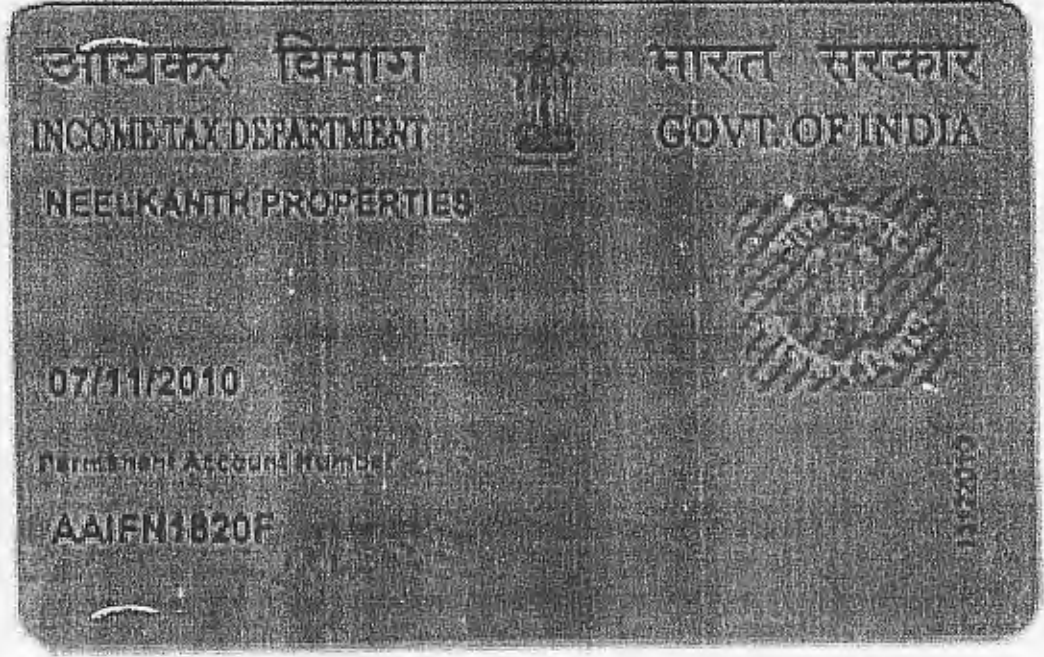 आयकर विभाग
भारत सरकार
INCOME TAX DEPARTMENT
GOVT. OF INDIA
NEELKANTH PROPERTIES
07/11/2010
Permanent Account Number
AAIFN1820F